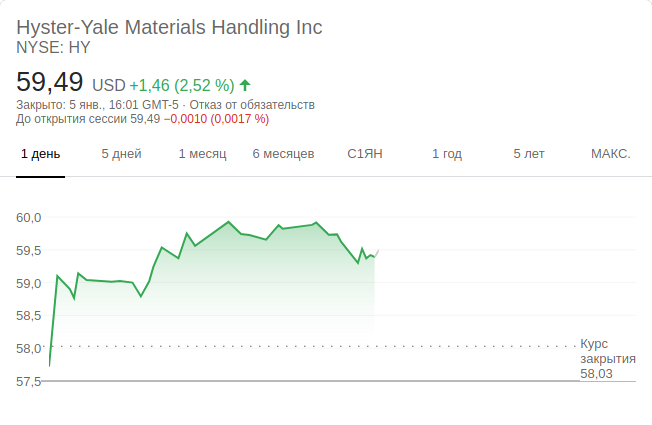 Hyster-Yale Materials Handling Inc
NYSE: HY
59,49 USD +1,46 (2,52 %)
Закрыто: 5 янв., 16:01 GMT-5 · Отказ от обязательств
До открытия сессии 59,49 −0,0010 (0,0017 %)
1 день 5 дней 1 месяц 6 месяцев С1ЯН 1 год 5 лет МАКС.
60,0
59,5
59,0
58,5
58,0
57,5
Курс
закрытия
58,03